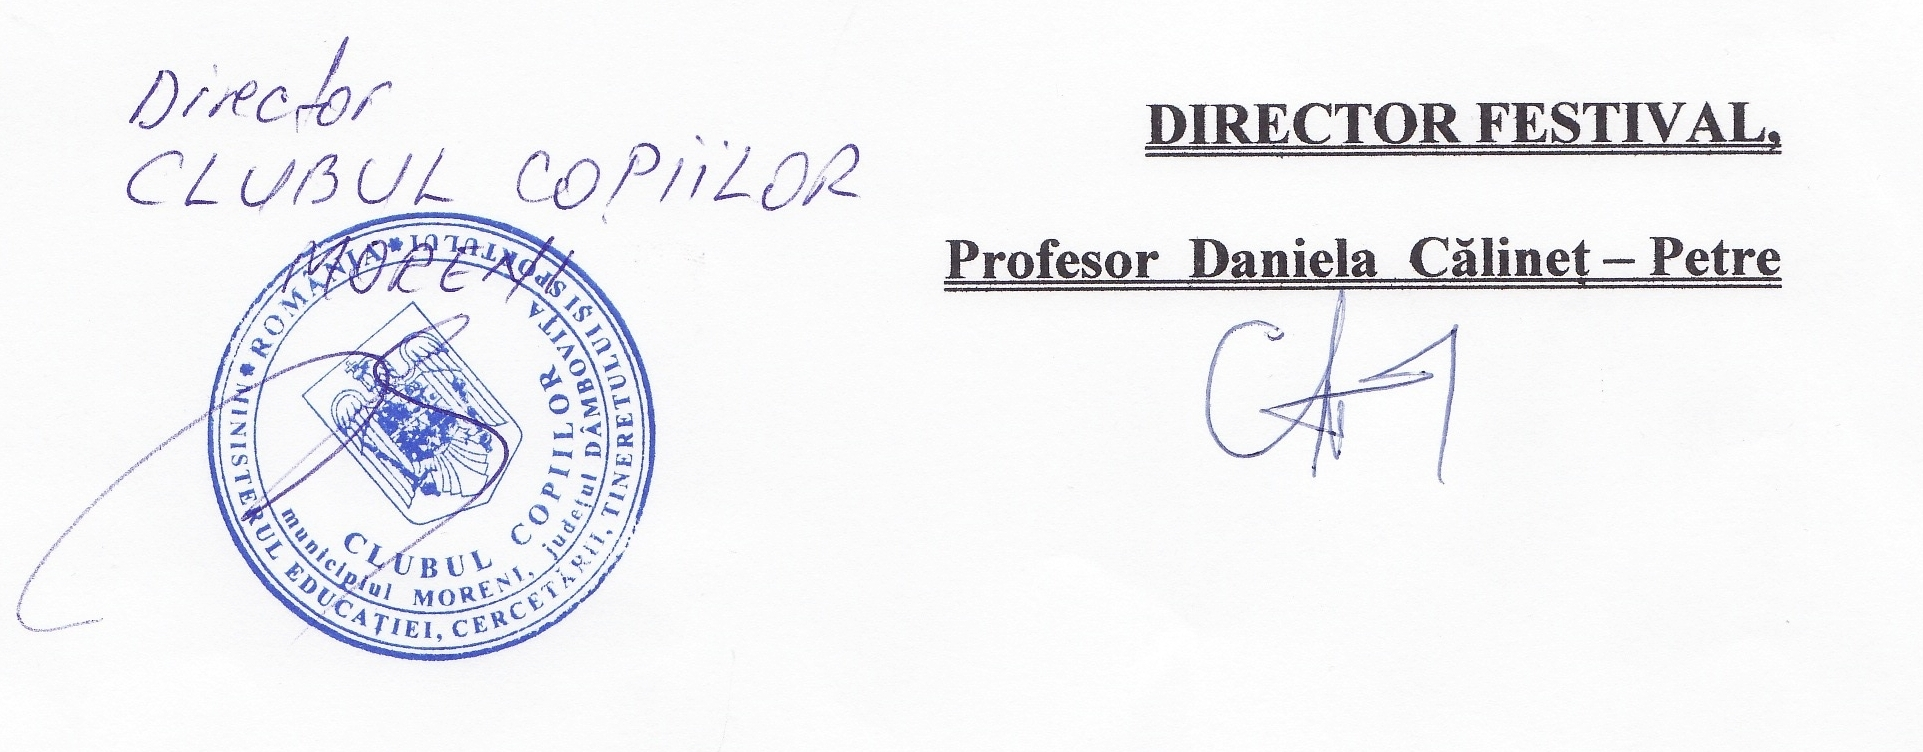 Director
CLUBUL COPIILOR
MORENI
DIRECTOR FESTIVAL,
Profesor Daniela Călineț – Petre
* ROMÂNIA * MINISTERUL EDUCAȚIEI, CERCETĂRII, TINERETULUI ȘI SPORTULUI
CLUBUL COPIILOR
municipiul MORENI, județul DÂMBOVIȚA